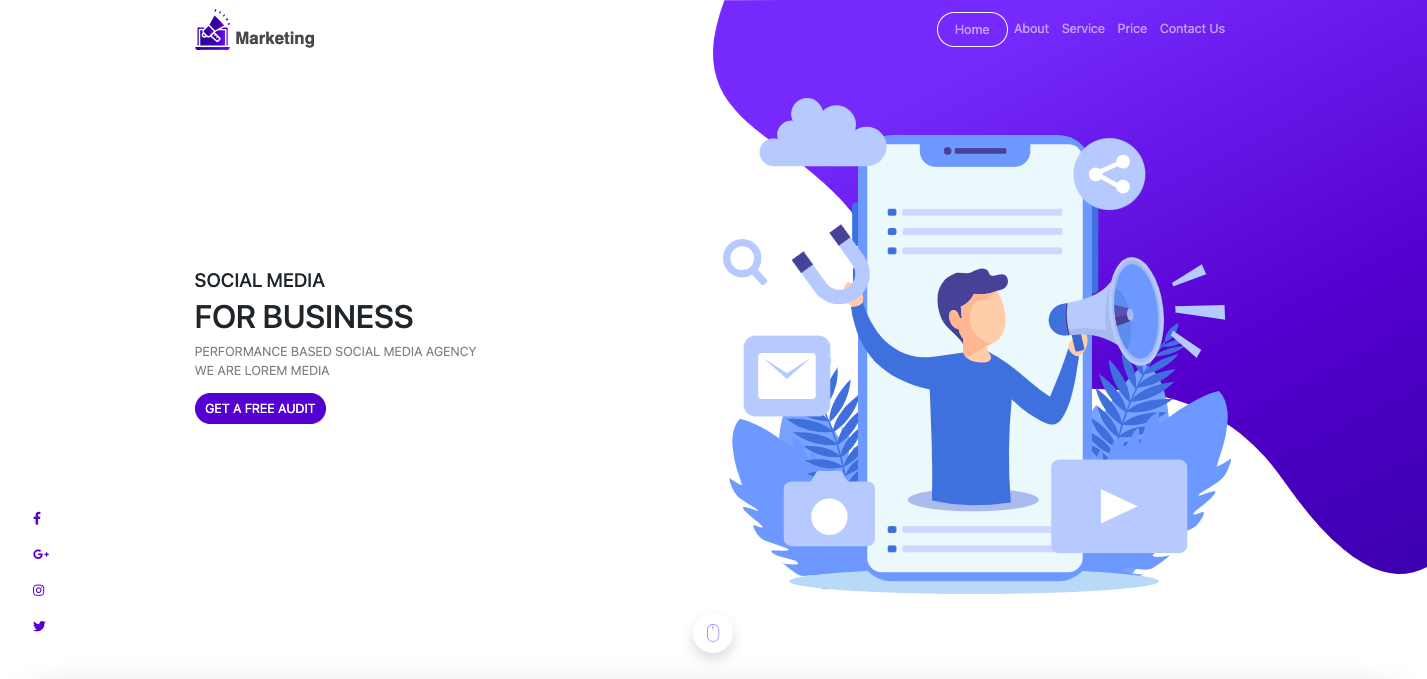 Marketing
Home About Service Price Contact Us
SOCIAL MEDIA
FOR BUSINESS
PERFORMANCE BASED SOCIAL MEDIA AGENCY
WE ARE LOREM MEDIA
GET A FREE AUDIT